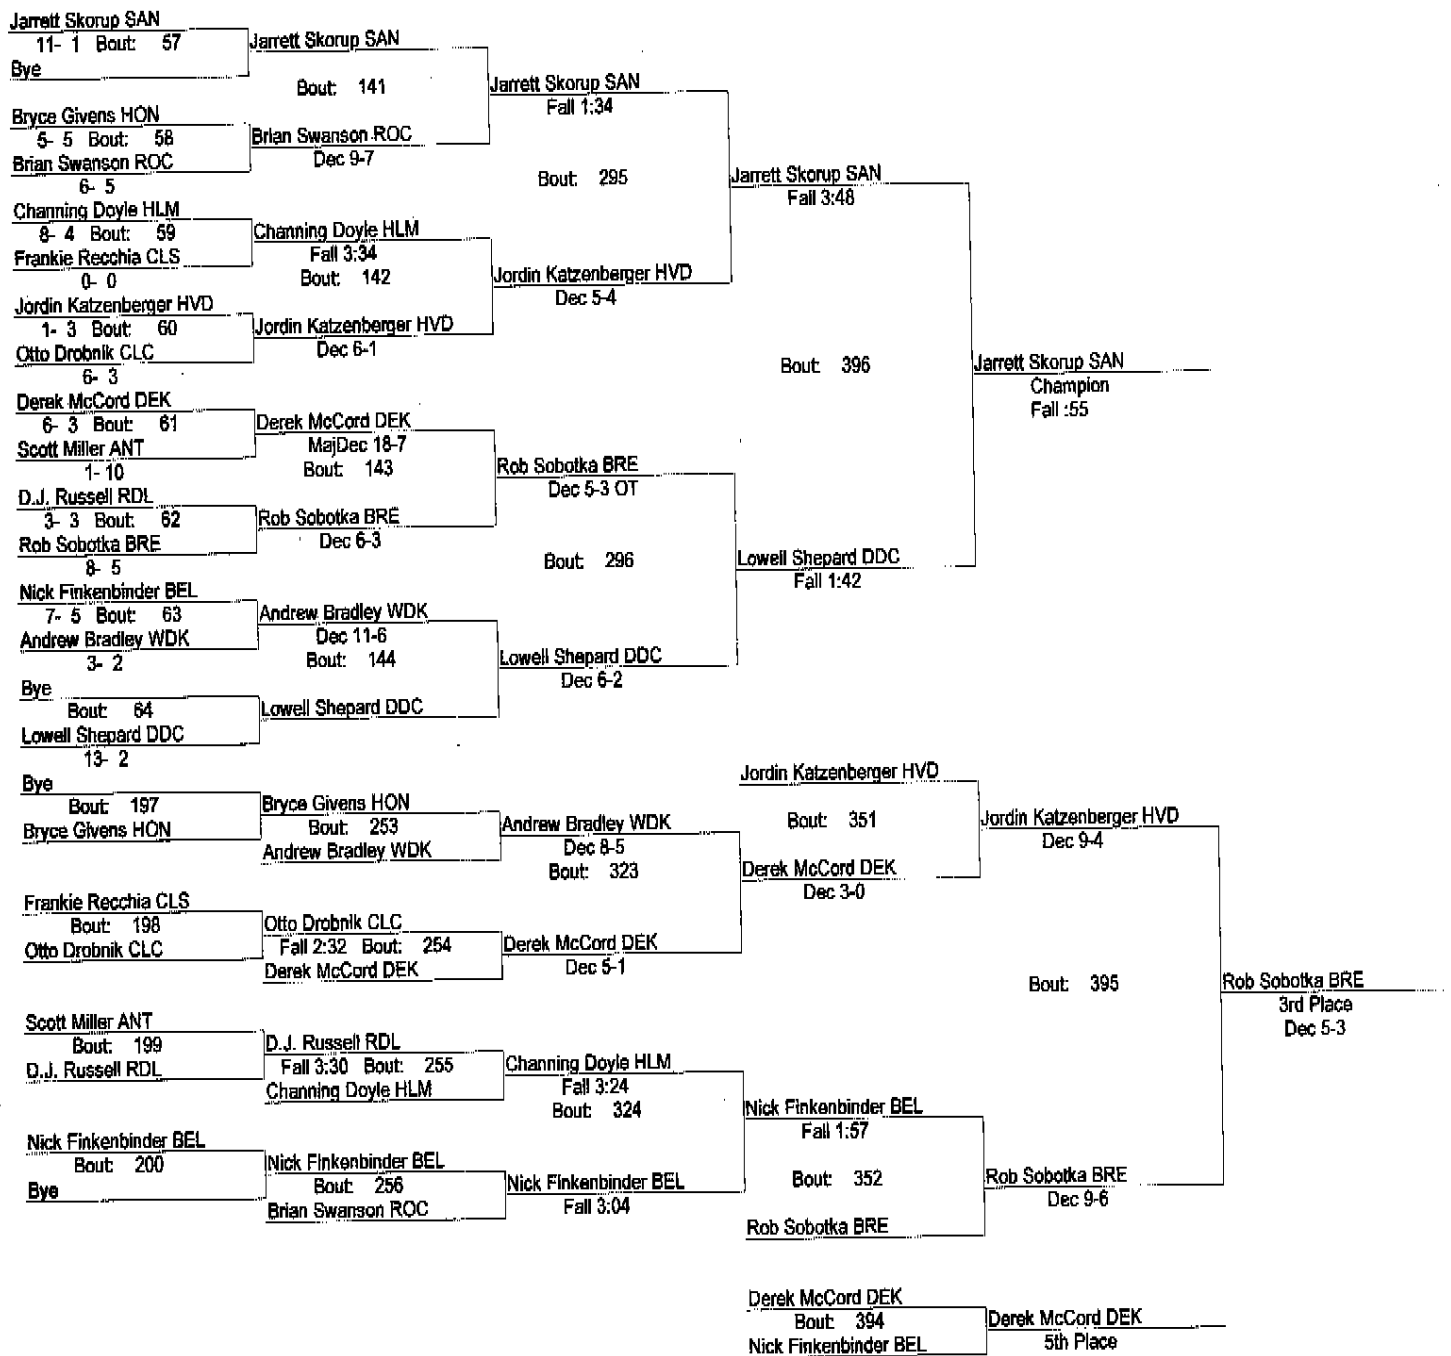 Jarrett Skorup SAN
11- 1 Bout: 57
Bye
Jarrett Skorup SAN
Bout: 141
Bryce Givens HON
5- 5 Bout: 58
Brian Swanson ROC
6- 5
Brian Swanson ROC
Dec 9-7
Jarrett Skorup SAN
Fall 1:34
Bout: 295
Channing Doyle HLM
8- 4 Bout: 59
Frankie Recchia CLS
0- 0
Channing Doyle HLM
Fall 3:34
Bout: 142
Jordin Katzenberger HVD
1- 3 Bout: 60
Otto Drobnik CLC
6- 3
Jordin Katzenberger HVD
Dec 6-1
Jordin Katzenberger HVD
Dec 5-4
Jarrett Skorup SAN
Fall 3:48
Bout: 396
Jarrett Skorup SAN
Champion
Fall :55
Derek McCord DEK
6- 3 Bout: 61
Scott Miller ANT
1- 10
Derek McCord DEK
MajDec 18-7
Bout: 143
D.J. Russell RDL
3- 3 Bout: 62
Rob Sobotka BRE
8- 5
Rob Sobotka BRE
Dec 6-3
Rob Sobotka BRE
Dec 5-3 OT
Bout: 296
Nick Finkenbinder BEL
7- 5 Bout: 63
Andrew Bradley WDK
3- 2
Andrew Bradley WDK
Dec 11-6
Bout: 144
Bye
Bout: 64
Lowell Shepard DDC
13- 2
Lowell Shepard DDC
Lowell Shepard DDC
Dec 6-2
Lowell Shepard DDC
Fall 1:42
Bye
Bout: 197
Bryce Givens HON
Bryce Givens HON
Bout: 253
Andrew Bradley WDK
Andrew Bradley WDK
Dec 8-5
Bout: 323
Frankie Recchia CLS
Bout: 198
Otto Drobnik CLC
Otto Drobnik CLC
Fall 2:32 Bout: 254
Derek McCord DEK
Derek McCord DEK
Dec 5-1
Jordin Katzenberger HVD
Bout: 351
Derek McCord DEK
Dec 3-0
Jordin Katzenberger HVD
Dec 9-4
Bout: 395
Rob Sobotka BRE
3rd Place
Dec 5-3
Scott Miller ANT
Bout: 199
D.J. Russell RDL
D.J. Russell RDL
Fall 3:30 Bout: 255
Channing Doyle HLM
Channing Doyle HLM
Fall 3:24
Bout: 324
Nick Finkenbinder BEL
Bout: 200
Bye
Nick Finkenbinder BEL
Bout: 256
Brian Swanson ROC
Nick Finkenbinder BEL
Fall 3:04
Nick Finkenbinder BEL
Fall 1:57
Bout: 352
Rob Sobotka BRE
Rob Sobotka BRE
Dec 9-6
Derek McCord DEK
Bout: 394
Nick Finkenbinder BEL
Derek McCord DEK
5th Place